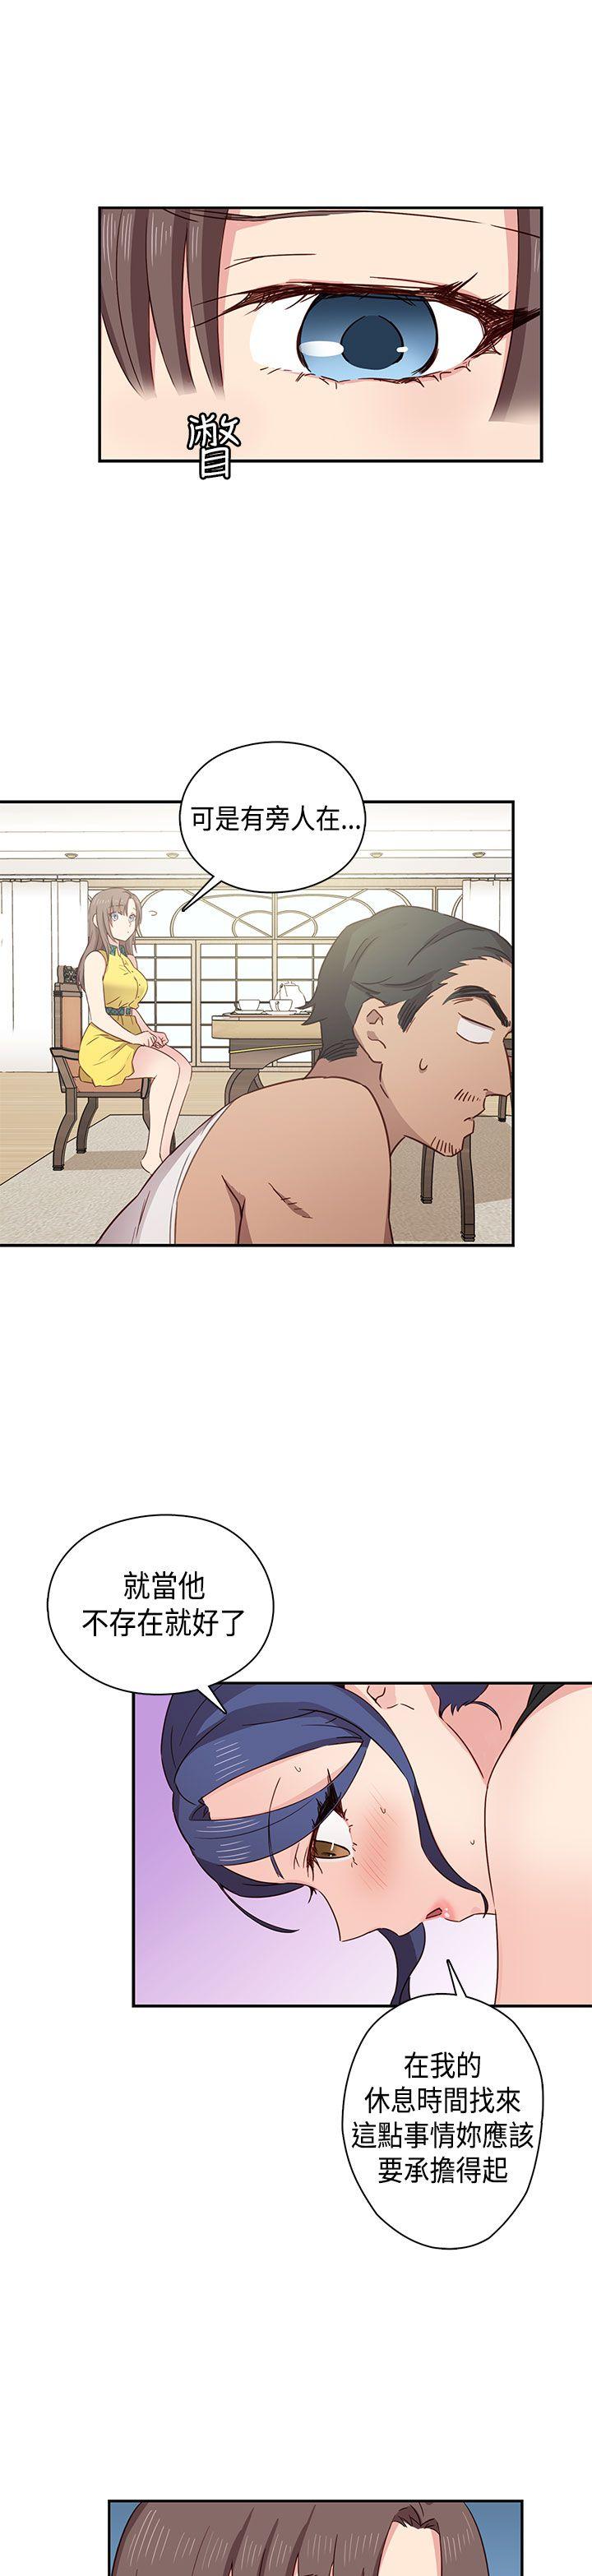 瞥
可是有旁人在...
就當他
不存在就好了
在我的
休息時間找來
這點事情妳應該
要承擔得起